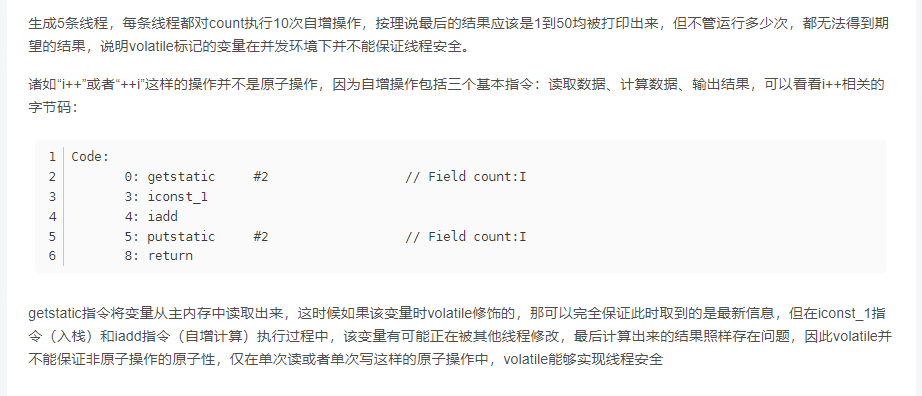 生成5条线程，每条线程都对count执行10次自增操作，按理说最后的结果应该是1到50均被打印出来，但不管运行多少次，都无法得到期
望的结果，说明volatile标记的变量在并发环境下并不能保证线程安全。
诸如“i++”或者“++i”这样的操作并不是原子操作，因为自增操作包括三个基本指令：读取数据、计算数据、输出结果，可以看看i++相关的
字节码：
1 Code:
2 0: getstatic #2 // Field count:I
3 3: iconst_1
4 4: iadd
5 5: putstatic #2 // Field count:I
6 8: return
getstatic指令将变量从主内存中读取出来，这时候如果该变量时volatile修饰的，那可以完全保证此时取到的是最新信息，但在iconst_1指
令（入栈）和iadd指令（自增计算）执行过程中，该变量有可能正在被其他线程修改，最后计算出来的结果照样存在问题，因此volatile并
不能保证非原子操作的原子性，仅在单次读或者单次写这样的原子操作中，volatile能够实现线程安全